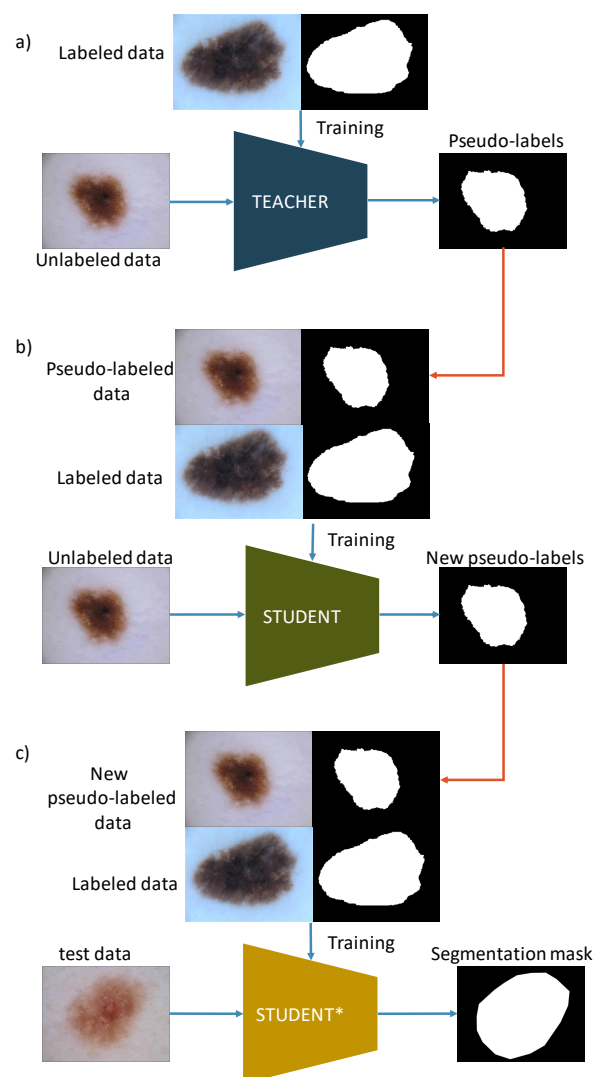 a)
Labeled data
Training
Pseudo-labels
TEACHER
Unlabeled data
b)
Pseudo-labeled
data
Labeled data
Training
Unlabeled data
New pseudo-labels
STUDENT
c)
New
pseudo-labeled
data
Labeled data
Training
test data
Segmentation mask
STUDENT*